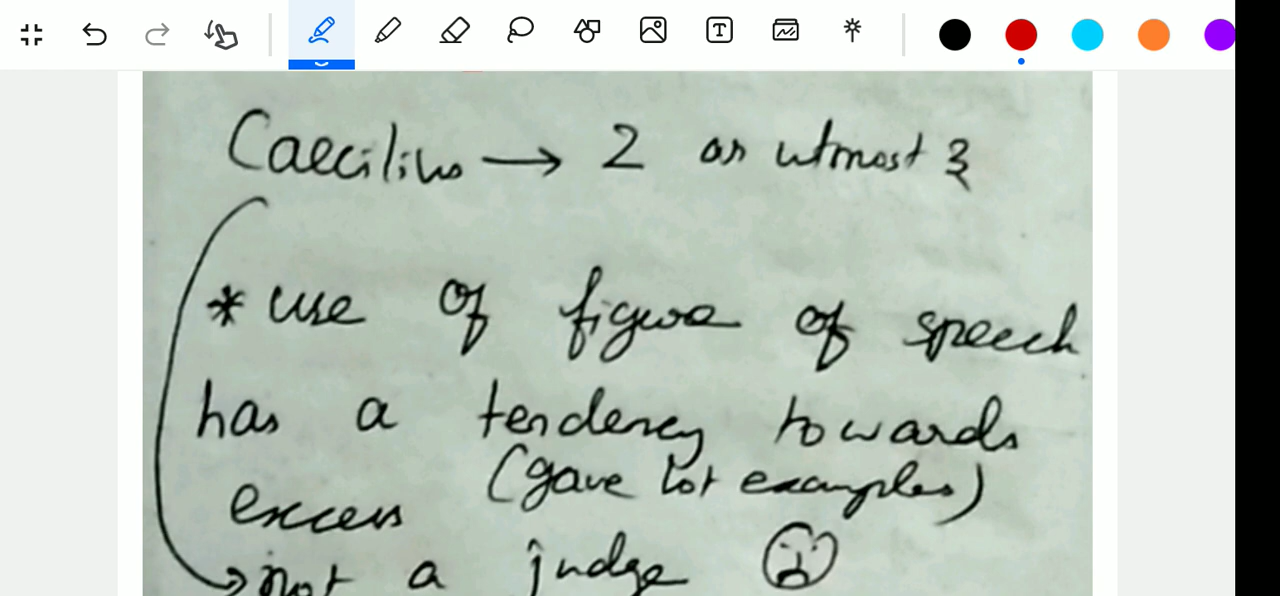 Caecilius → 2 or utmost 3
* use of figure of speech
has a tendency towards
excess (gave lot examples)
→ not a judge